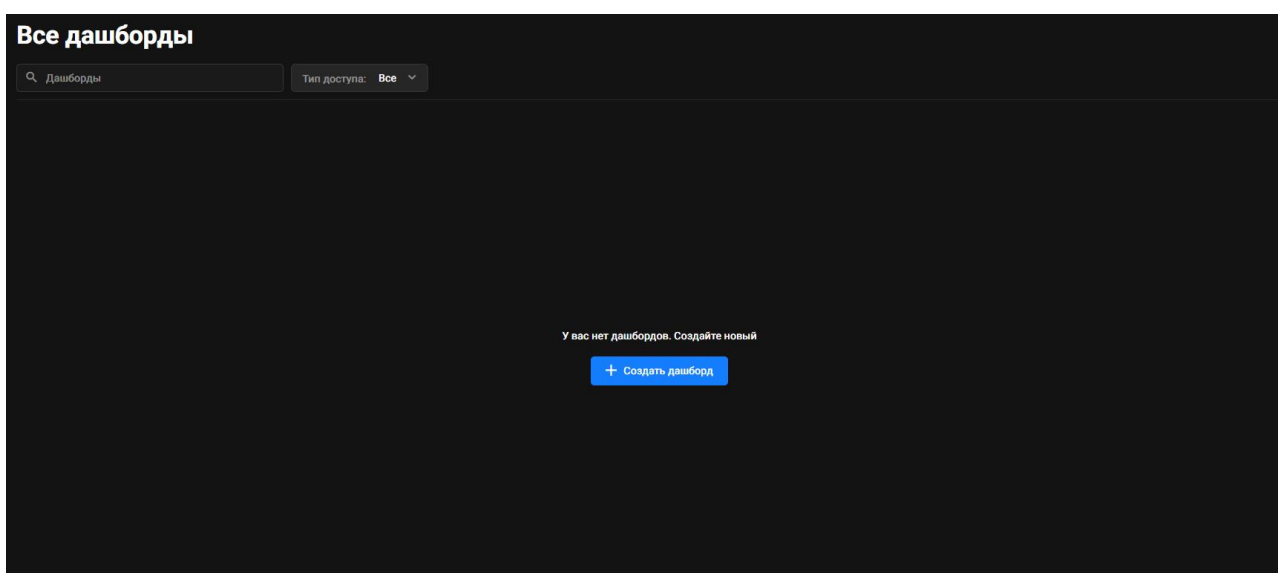 Все дашборды
Дашборды
Тип доступа: Все
У вас нет дашбордов. Создайте новый
Создать дашборд